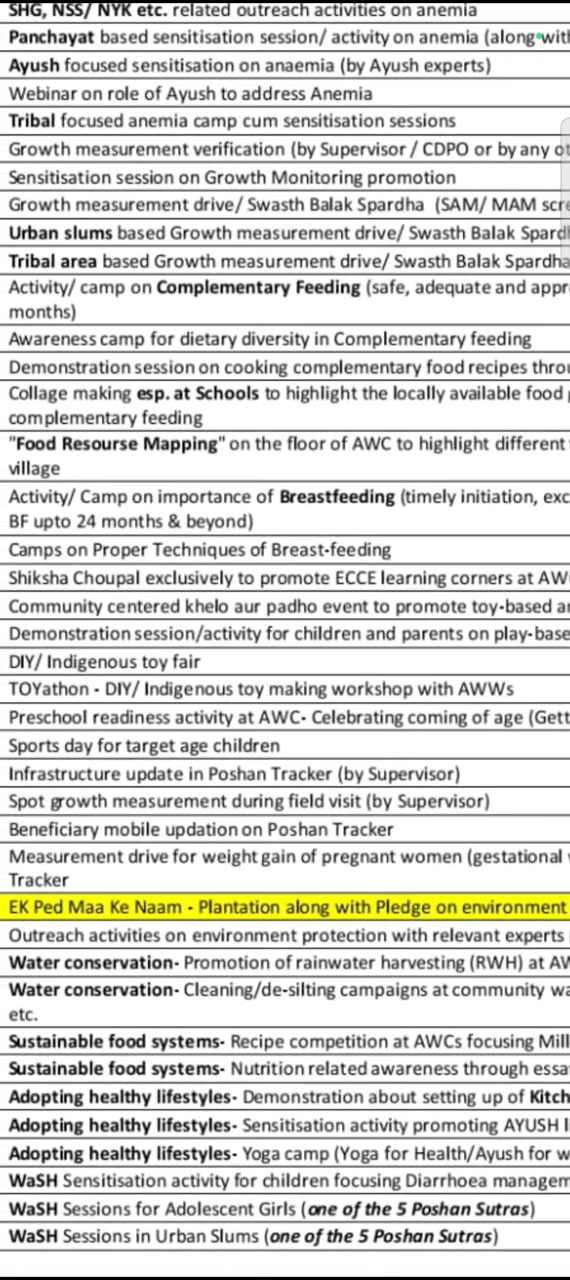 SHG, NSS/ NYK etc. related outreach activities on anemia
Panchayat based sensitisation session/ activity on anemia (along with
Ayush focused sensitisation on anaemia (by Ayush experts)
Webinar on role of Ayush to address Anemia
Tribal focused anemia camp cum sensitisation sessions
Growth measurement verification (by Supervisor / CDPO or by any
Sensitisation session on Growth Monitoring promotion
Growth measurement drive/ Swasth Balak Spardha (SAM/ MAM scre
Urban slums based Growth measurement drive/ Swasth Balak Spard
Tribal area based Growth measurement drive/ Swasth Balak Spardha
Activity/ camp on Complementary Feeding (safe, adequate and appr
months)
Awareness camp for dietary diversity in Complementary feeding
Demonstration session on cooking complementary food recipes throu
Collage making esp. at Schools to highlight the locally available food
complementary feeding
"Food Resourse Mapping" on the floor of AWC to highlight different
village
Activity/ Camp on importance of Breastfeeding (timely initiation, exc
BF upto 24 months & beyond)
Camps on Proper Techniques of Breast-feeding
Shiksha Choupal exclusively to promote ECCE learning corners at AW
Community centered khelo aur padho event to promote toy-based a
Demonstration session/activity for children and parents on play-base
DIY/ Indigenous toy fair
TOYathon - DIY/ Indigenous toy making workshop with AWWs
Preschool readiness activity at AWC- Celebrating coming of age (Gett
Sports day for target age children
Infrastructure update in Poshan Tracker (by Supervisor)
Spot growth measurement during field visit (by Supervisor)
Beneficiary mobile updation on Poshan Tracker
Measurement drive for weight gain of pregnant women (gestational
Tracker
EK Ped Maa Ke Naam - Plantation along with Pledge on environment
Outreach activities on environment protection with relevant experts
Water conservation- Promotion of rainwater harvesting (RWH) at AW
Water conservation- Cleaning/de-silting campaigns at community wa
etc.
Sustainable food systems- Recipe competition at AWCs focusing Mill
Sustainable food systems- Nutrition related awareness through essa
Adopting healthy lifestyles- Demonstration about setting up of Kitch
Adopting healthy lifestyles- Sensitisation activity promoting AYUSH l
Adopting healthy lifestyles- Yoga camp (Yoga for Health/Ayush for w
WaSH Sensitisation activity for children focusing Diarrhoea managem
WaSH Sessions for Adolescent Girls (one of the 5 Poshan Sutras)
WaSH Sessions in Urban Slums (one of the 5 Poshan Sutras)